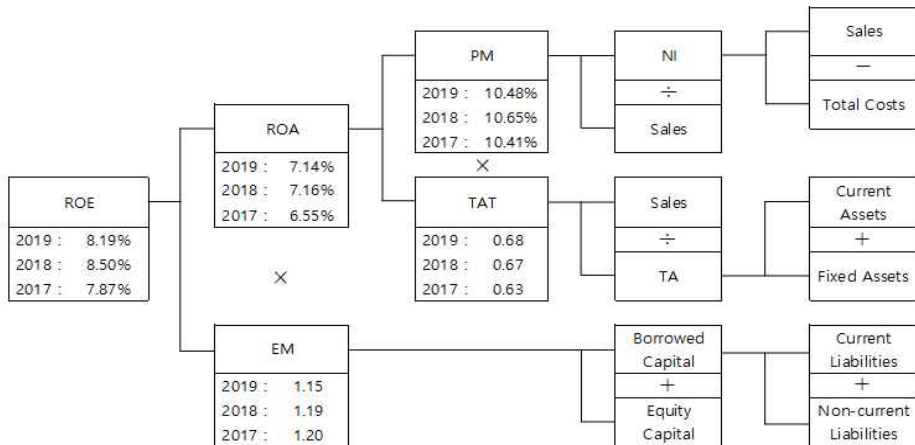 ROE
2019 : 8.19%
2018 : 8.50%
2017 : 7.87%
ROA
2019 : 7.14%
2018 : 7.16%
2017 : 6.55%
×
EM
2019 : 1.15
2018 : 1.19
2017 : 1.20
PM
2019 : 10.48%
2018 : 10.65%
2017 : 10.41%
×
TAT
2019 : 0.68
2018 : 0.67
2017 : 0.63
NI
÷
Sales
Sales
÷
TA
Borrowed
Capital
+
Equity
Capital
Sales
−
Total Costs
Current
Assets
+
Fixed Assets
Current
Liabilities
+
Non-current
Liabilities